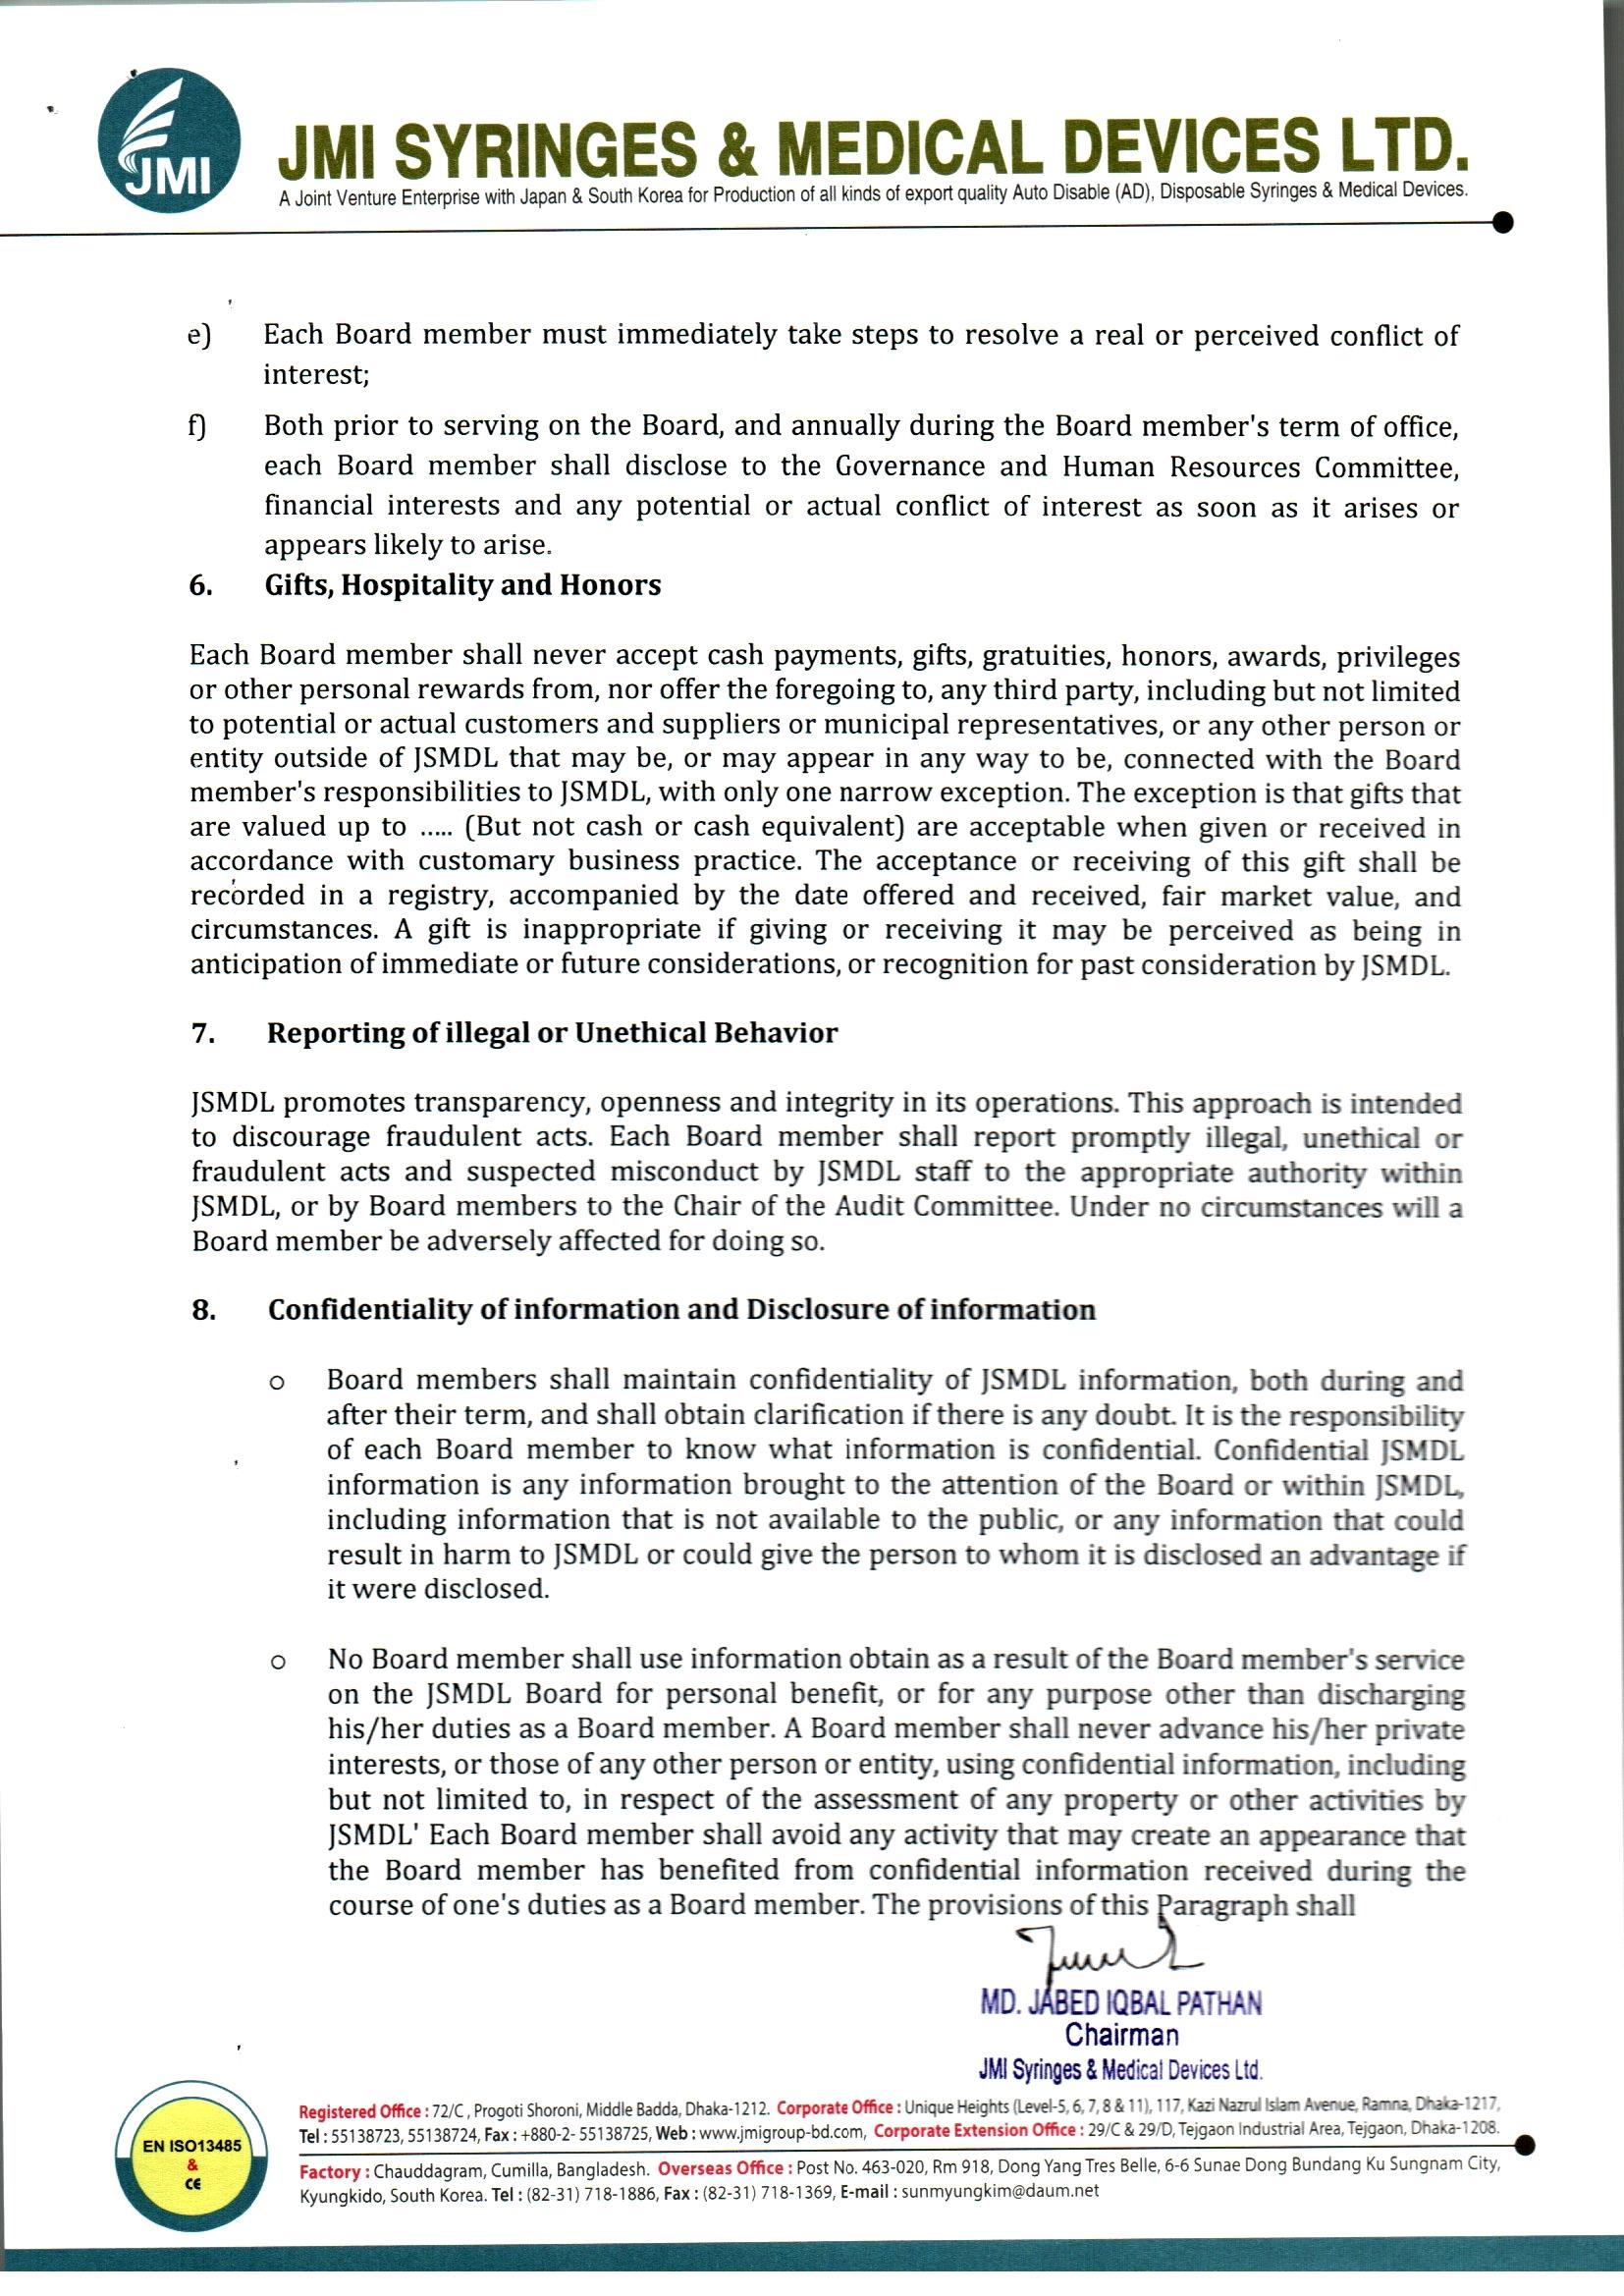 JMI
JMI SYRINGES & MEDICAL DEVICES LTD.
A Joint Venture Enterprise with Japan & South Korea for Production of all kinds of export quality Auto Disable (AD), Disposable Syringes & Medical Devices.
e) Each Board member must immediately take steps to resolve a real or perceived conflict of
interest;
f) Both prior to serving on the Board, and annually during the Board member's term of office,
each Board member shall disclose to the Governance and Human Resources Committee,
financial interests and any potential or actual conflict of interest as soon as it arises or
appears likely to arise.
6. Gifts, Hospitality and Honors
Each Board member shall never accept cash payments, gifts, gratuities, honors, awards, privileges
or other personal rewards from, nor offer the foregoing to, any third party, including but not limited
to potential or actual customers and suppliers or municipal representatives, or any other person or
entity outside of JSMDL that may be, or may appear in any way to be, connected with the Board
member's responsibilities to JSMDL, with only one narrow exception. The exception is that gifts that
are valued up to ..... (But not cash or cash equivalent) are acceptable when given or received in
accordance with customary business practice. The acceptance or receiving of this gift shall be
recorded in a registry, accompanied by the date offered and received, fair market value, and
circumstances. A gift is inappropriate if giving or receiving it may be perceived as being in
anticipation of immediate or future considerations, or recognition for past consideration by JSMDL.
7. Reporting of illegal or Unethical Behavior
JSMDL promotes transparency, openness and integrity in its operations. This approach is intended
to discourage fraudulent acts. Each Board member shall report promptly illegal, unethical or
fraudulent acts and suspected misconduct by JSMDL staff to the appropriate authority within
JSMDL, or by Board members to the Chair of the Audit Committee. Under no circumstances will a
Board member be adversely affected for doing so.
8. Confidentiality of information and Disclosure of information
o Board members shall maintain confidentiality of JSMDL information, both during and
after their term, and shall obtain clarification if there is any doubt. It is the responsibility
of each Board member to know what information is confidential. Confidential JSMDL
information is any information brought to the attention of the Board or within JSMDL,
including information that is not available to the public, or any information that could
result in harm to JSMDL or could give the person to whom it is disclosed an advantage if
it were disclosed.
o No Board member shall use information obtain as a result of the Board member's service
on the JSMDL Board for personal benefit, or for any purpose other than discharging
his/her duties as a Board member. A Board member shall never advance his/her private
interests, or those of any other person or entity, using confidential information, including
but not limited to, in respect of the assessment of any property or other activities by
JSMDL' Each Board member shall avoid any activity that may create an appearance that
the Board member has benefited from confidential information received during the
course of one's duties as a Board member. The provisions of this Paragraph shall
MD. JABED IQBAL PATHAN
Chairman
JMI Syringes & Medical Devices Ltd.
EN ISO13485
&
CE
Registered Office : 72/C , Progoti Shoroni, Middle Badda, Dhaka-1212. Corporate Office : Unique Heights (Level-5, 6, 7, 8 & 11), 117, Kazi Nazrul Islam Avenue, Ramna, Dhaka-1217,
Tel : 55138723, 55138724, Fax : +880-2- 55138725, Web : www.jmigroup-bd.com, Corporate Extension Office : 29/C & 29/D, Tejgaon Industrial Area, Tejgaon, Dhaka-1208.
Factory : Chauddagram, Cumilla, Bangladesh. Overseas Office : Post No. 463-020, Rm 918, Dong Yang Tres Belle, 6-6 Sunae Dong Bundang Ku Sungnam City,
Kyungkido, South Korea. Tel : (82-31) 718-1886, Fax : (82-31) 718-1369, E-mail : sunmyungkim@daum.net